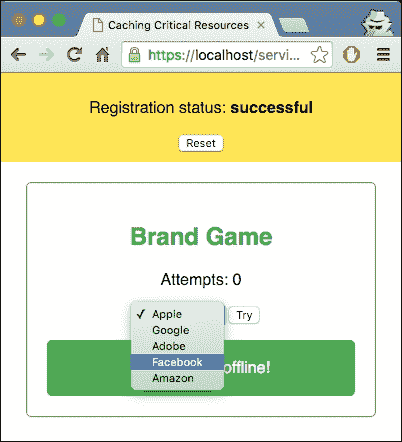 Caching Critical Resources
https://localhost/servi...
Registration status: successful
Reset
Brand Game
Attempts: 0
✓ Apple
Try
Google
Adobe
Facebook
Amazon
offline!